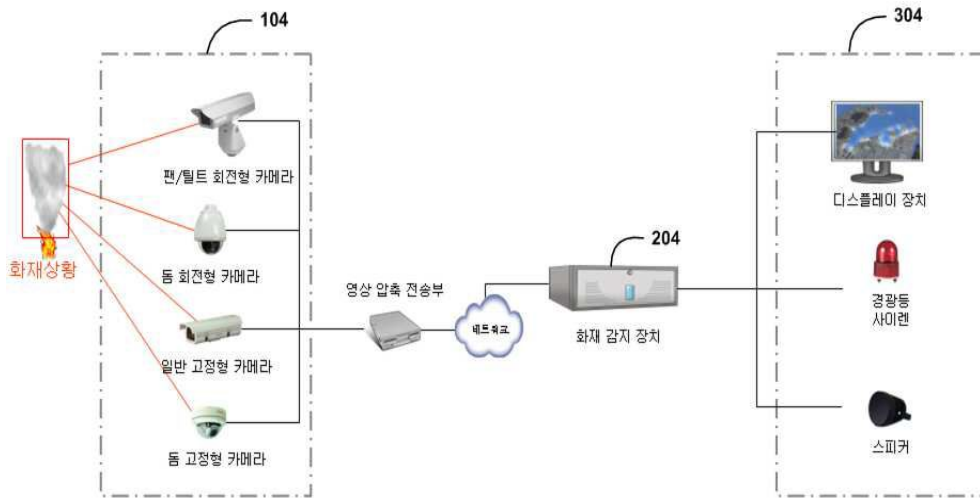 104
304
팬/틸트 회전형 카메라
디스플레이 장치
204
화재상황
돔 회전형 카메라
영상 압축 전송부
네트워크
화재 감지 장치
경광등
사이렌
일반 고정형 카메라
돔 고정형 카메라
스피커